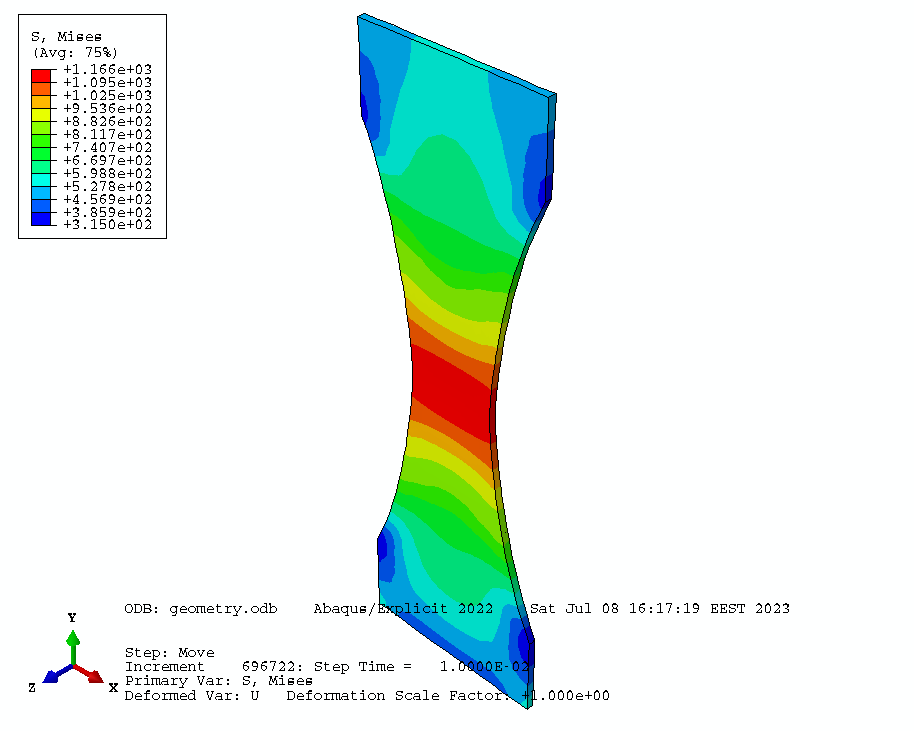 S, Mises
(Avg: 75%)
+1.166e+03
+1.095e+03
+1.025e+03
+9.536e+02
+8.826e+02
+8.117e+02
+7.407e+02
+6.697e+02
+5.988e+02
+5.278e+02
+4.569e+02
+3.859e+02
+3.150e+02
ODB: geometry.odb Abaqus/Explicit 2022 Sat Jul 08 16:17:19 EEST 2023
Y
Z X
Step: Move
Increment 696722: Step Time = 1.0000E-02
Primary Var: S, Mises
Deformed Var: U Deformation Scale Factor: +1.000e+00